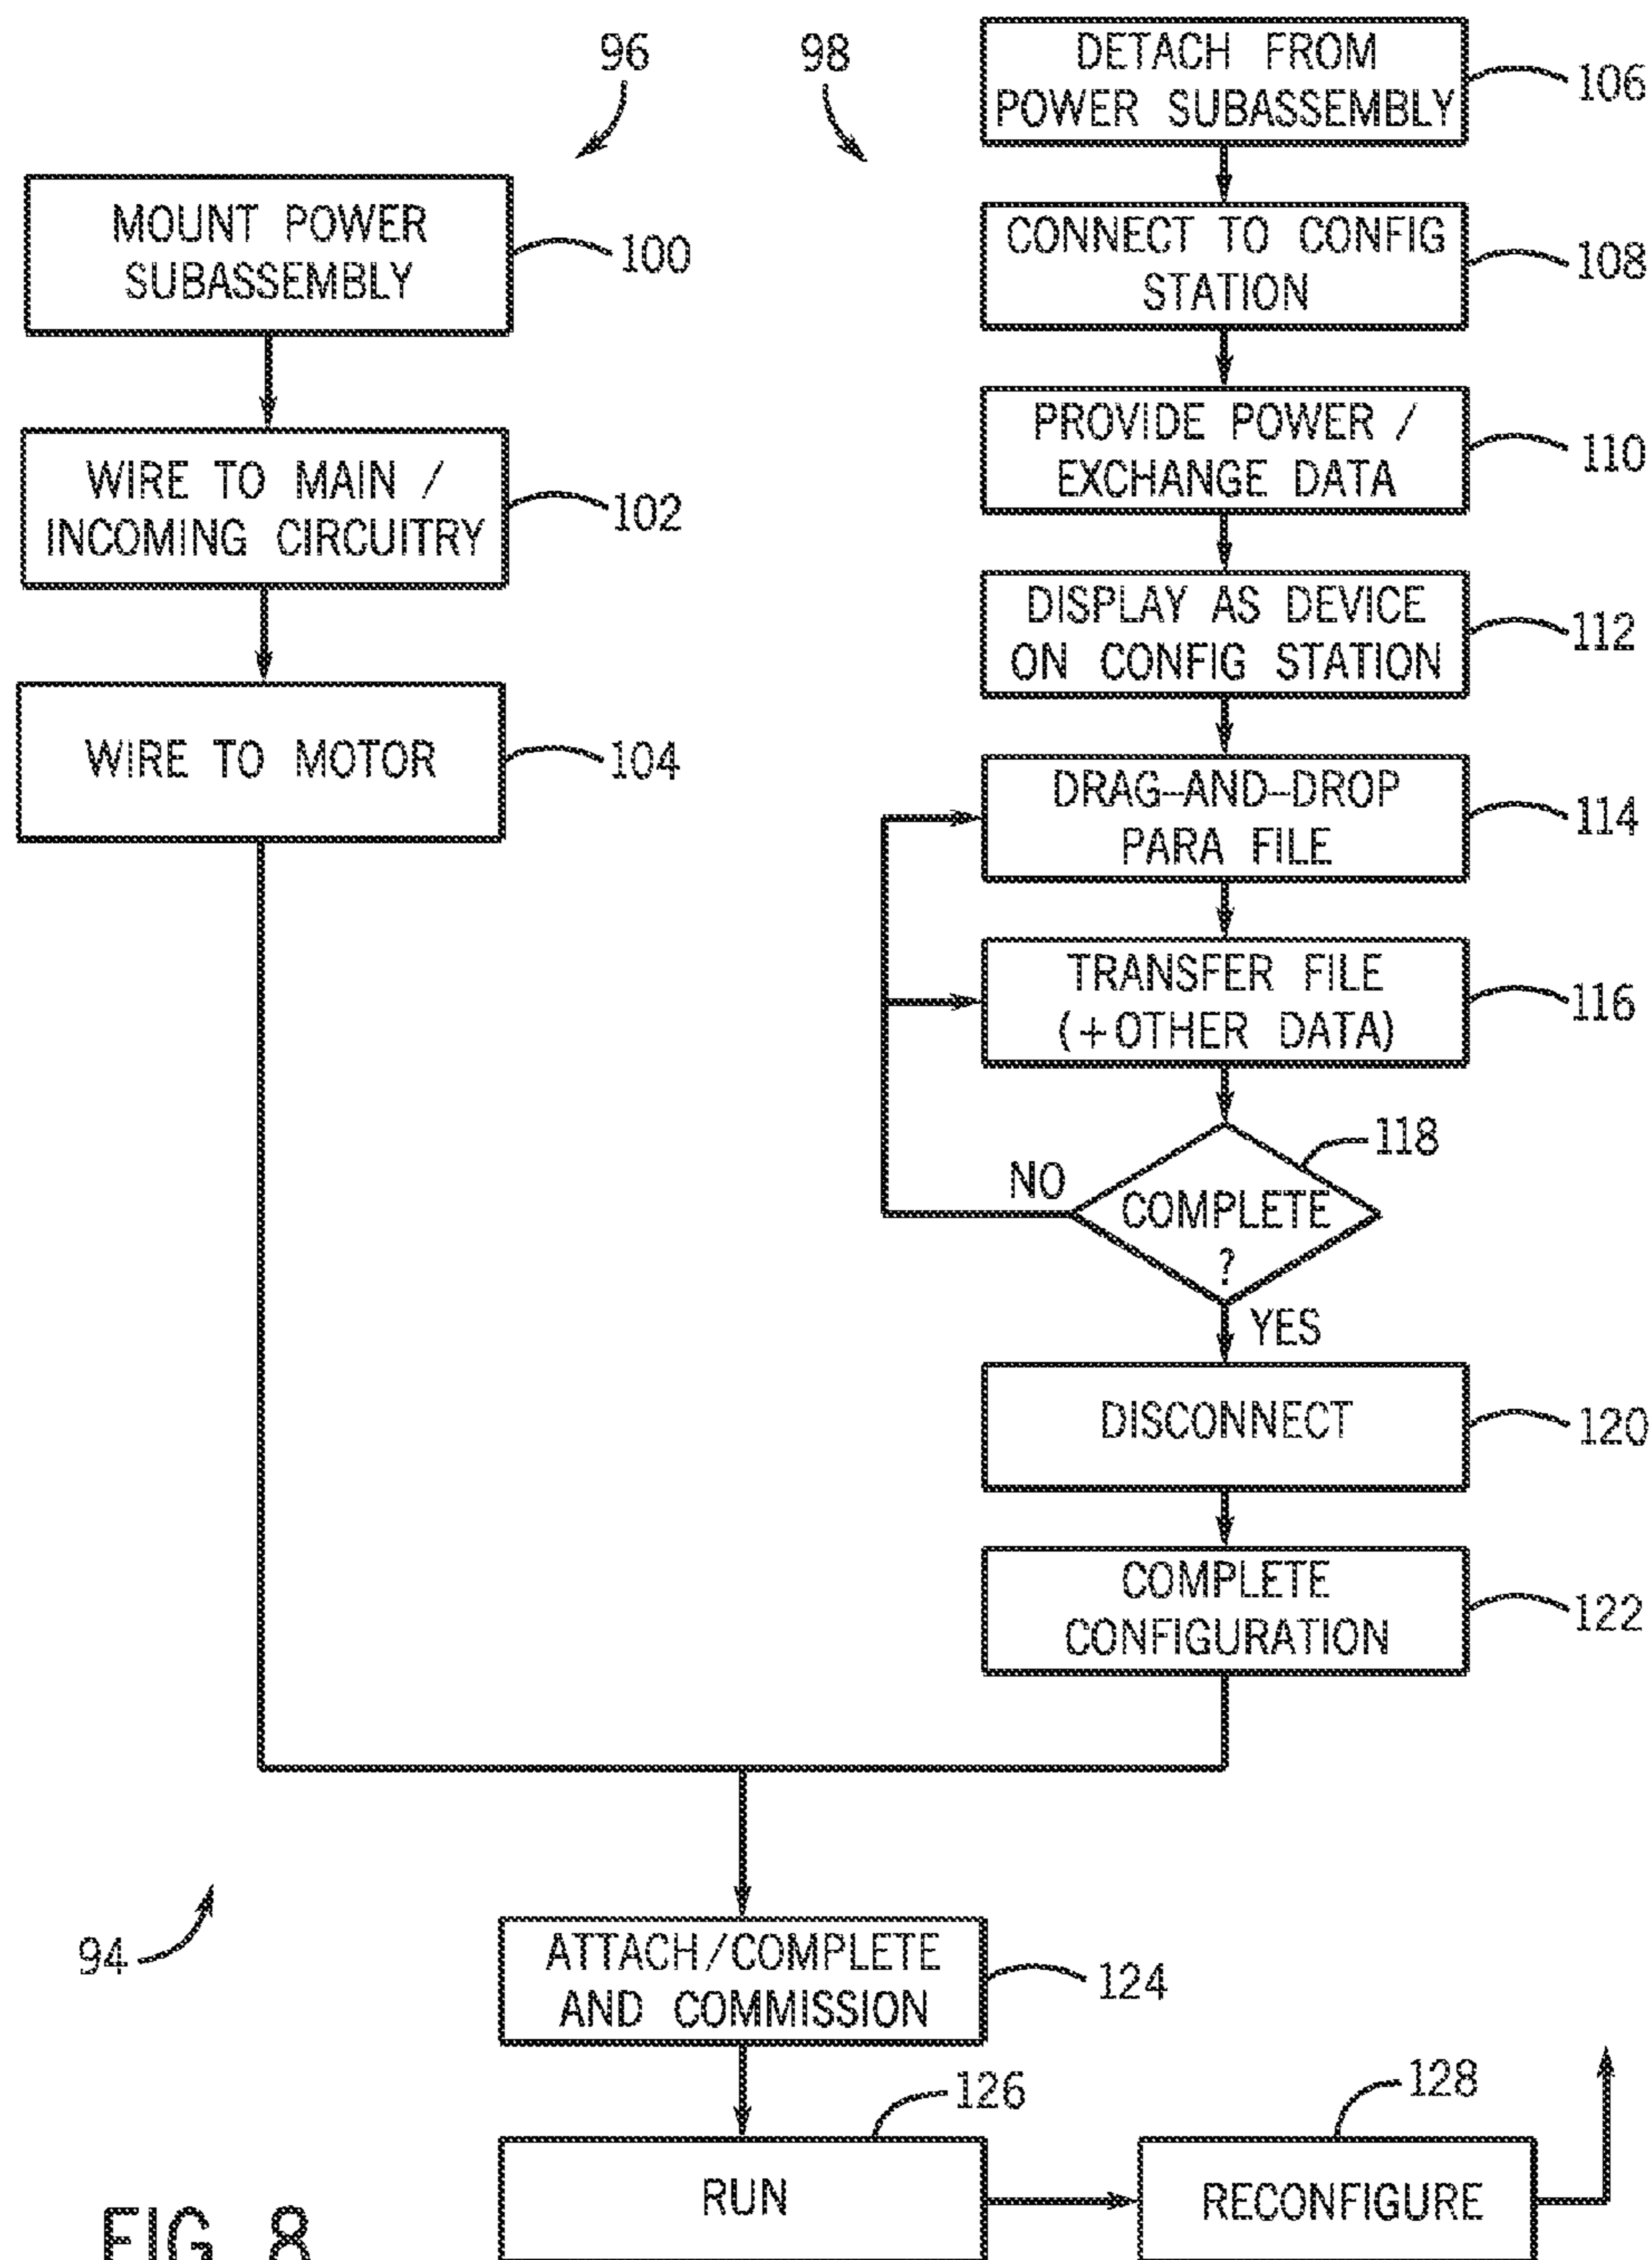 96
98
DETACH FROM
POWER SUBASSEMBLY
106
MOUNT POWER
SUBASSEMBLY
100
CONNECT TO CONFIG
STATION
108
PROVIDE POWER /
EXCHANGE DATA
110
WIRE TO MAIN /
INCOMING CIRCUITRY
102
DISPLAY AS DEVICE
ON CONFIG STATION
112
WIRE TO MOTOR
104
DRAG-AND-DROP
PARA FILE
114
TRANSFER FILE
(+OTHER DATA)
116
118
NO
COMPLETE
?
YES
DISCONNECT
120
COMPLETE
CONFIGURATION
122
94
ATTACH/COMPLETE
AND COMMISSION
124
126
128
RUN
RECONFIGURE
FIG. 8